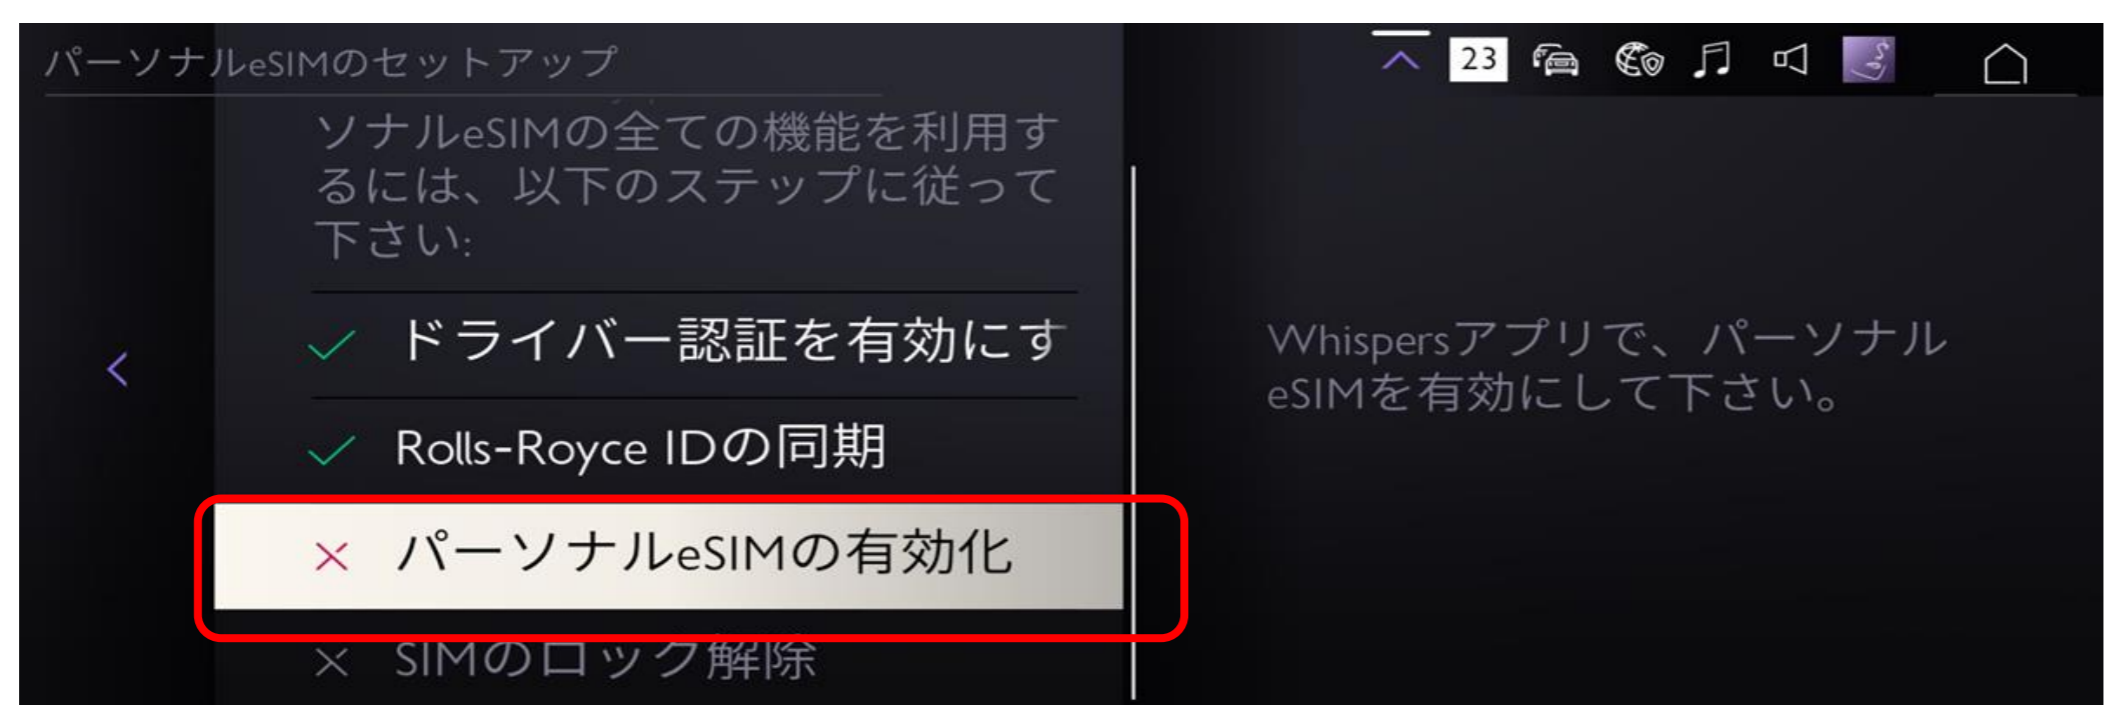 パーソナルeSIMのセットアップ
23
ソナルeSIMの全ての機能を利用す
るには、以下のステップに従って
下さい:
ドライバー認証を有効にす
Rolls-Royce IDの同期
パーソナルeSIMの有効化
SIMのロック解除
Whispersアプリで、パーソナル
eSIMを有効にして下さい。